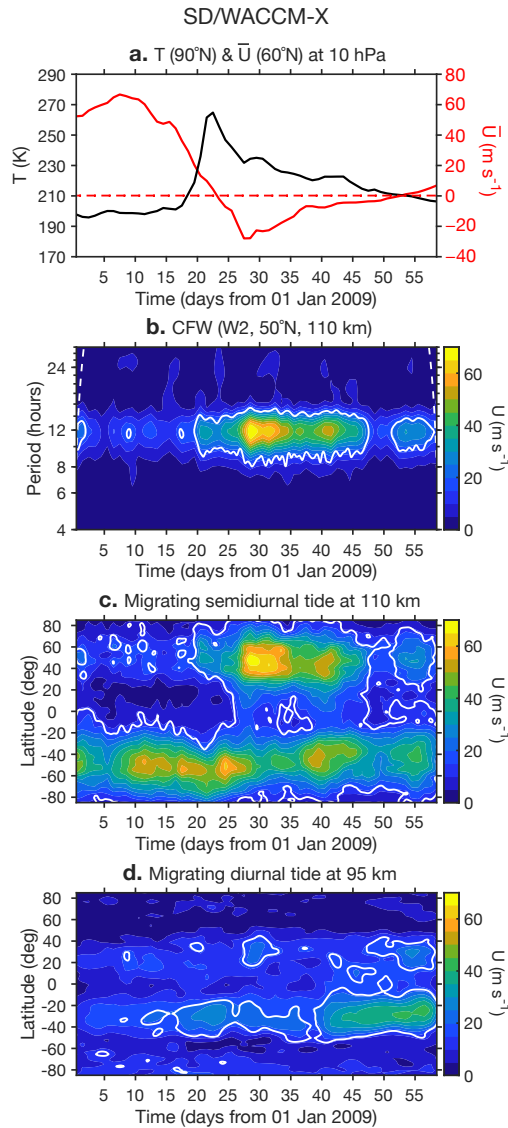 SD/WACCM-X
a. T (90°N) & U̅ (60°N) at 10 hPa
290
270
250
230
210
190
170
T (K)
80
60
40
20
0
-20
-40
U̅ (m s⁻¹)
5 10 15 20 25 30 35 40 45 50 55
Time (days from 01 Jan 2009)
b. CFW (W2, 50°N, 110 km)
24
12
8
6
4
Period (hours)
60
40
20
0
U (m s⁻¹)
5 10 15 20 25 30 35 40 45 50 55
Time (days from 01 Jan 2009)
c. Migrating semidiurnal tide at 110 km
80
60
40
20
0
-20
-40
-60
-80
Latitude (deg)
60
40
20
0
U (m s⁻¹)
5 10 15 20 25 30 35 40 45 50 55
Time (days from 01 Jan 2009)
d. Migrating diurnal tide at 95 km
80
60
40
20
0
-20
-40
-60
-80
Latitude (deg)
60
40
20
0
U (m s⁻¹)
5 10 15 20 25 30 35 40 45 50 55
Time (days from 01 Jan 2009)